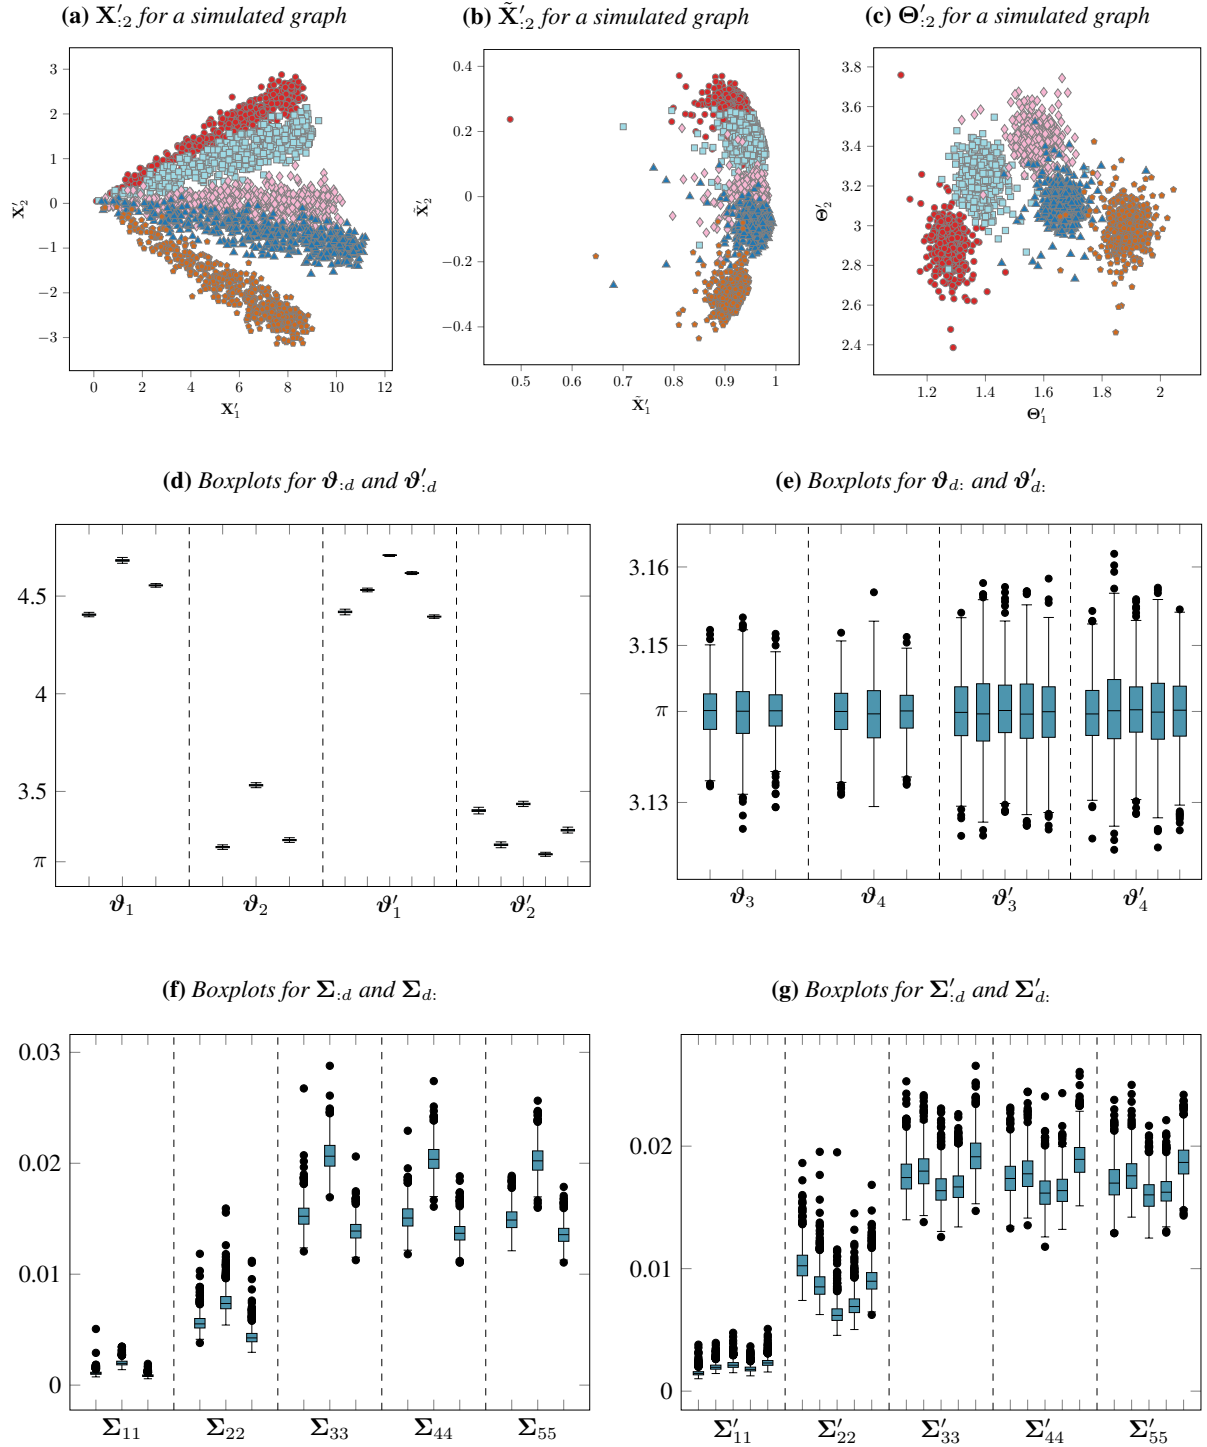 (a) X′:2 for a simulated graph
(b) X̃′:2 for a simulated graph
(c) Θ′:2 for a simulated graph
3
2
1
0
−1
−2
−3
X′2
0 2 4 6 8 10 12
X′1
0.4
0.2
0
−0.2
−0.4
X̃′2
0.5 0.6 0.7 0.8 0.9 1
X̃′1
3.8
3.6
3.4
3.2
3
2.8
2.6
2.4
Θ′2
1.2 1.4 1.6 1.8 2
Θ′1
(d) Boxplots for ϑ:d and ϑ′:d
(e) Boxplots for ϑd: and ϑ′d:
4.5
4
3.5
π
ϑ1 ϑ2 ϑ′1 ϑ′2
3.16
3.15
π
3.13
ϑ3 ϑ4 ϑ′3 ϑ′4
(f) Boxplots for Σ:d and Σd:
(g) Boxplots for Σ′:d and Σ′d:
0.03
0.02
0.01
0
Σ11 Σ22 Σ33 Σ44 Σ55
0.02
0.01
0
Σ′11 Σ′22 Σ′33 Σ′44 Σ′55